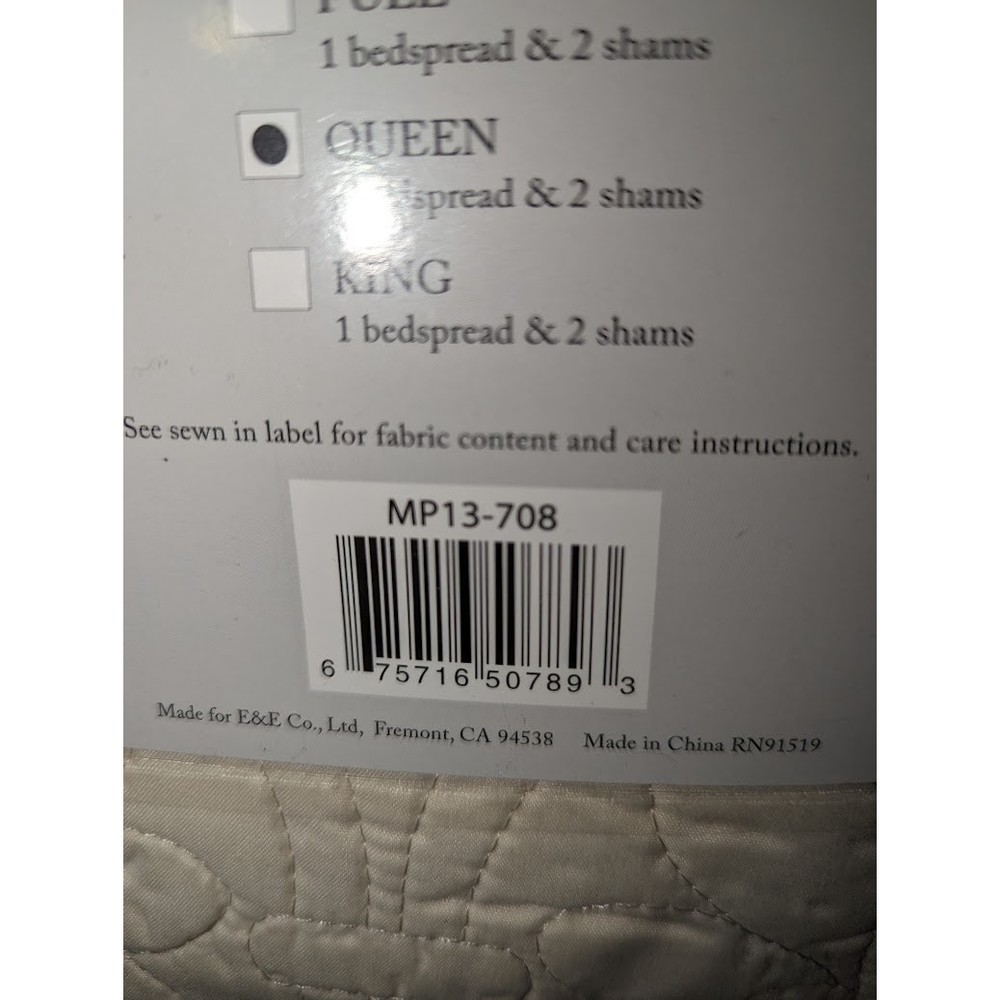 FULL
1 bedspread & 2 shams
QUEEN
spread & 2 shams
KING
1 bedspread & 2 shams
See sewn in label for fabric content and care instructions.
MP13-708
6 75716 50789 3
Made for E&E Co., Ltd, Fremont, CA 94538 Made in China RN91519